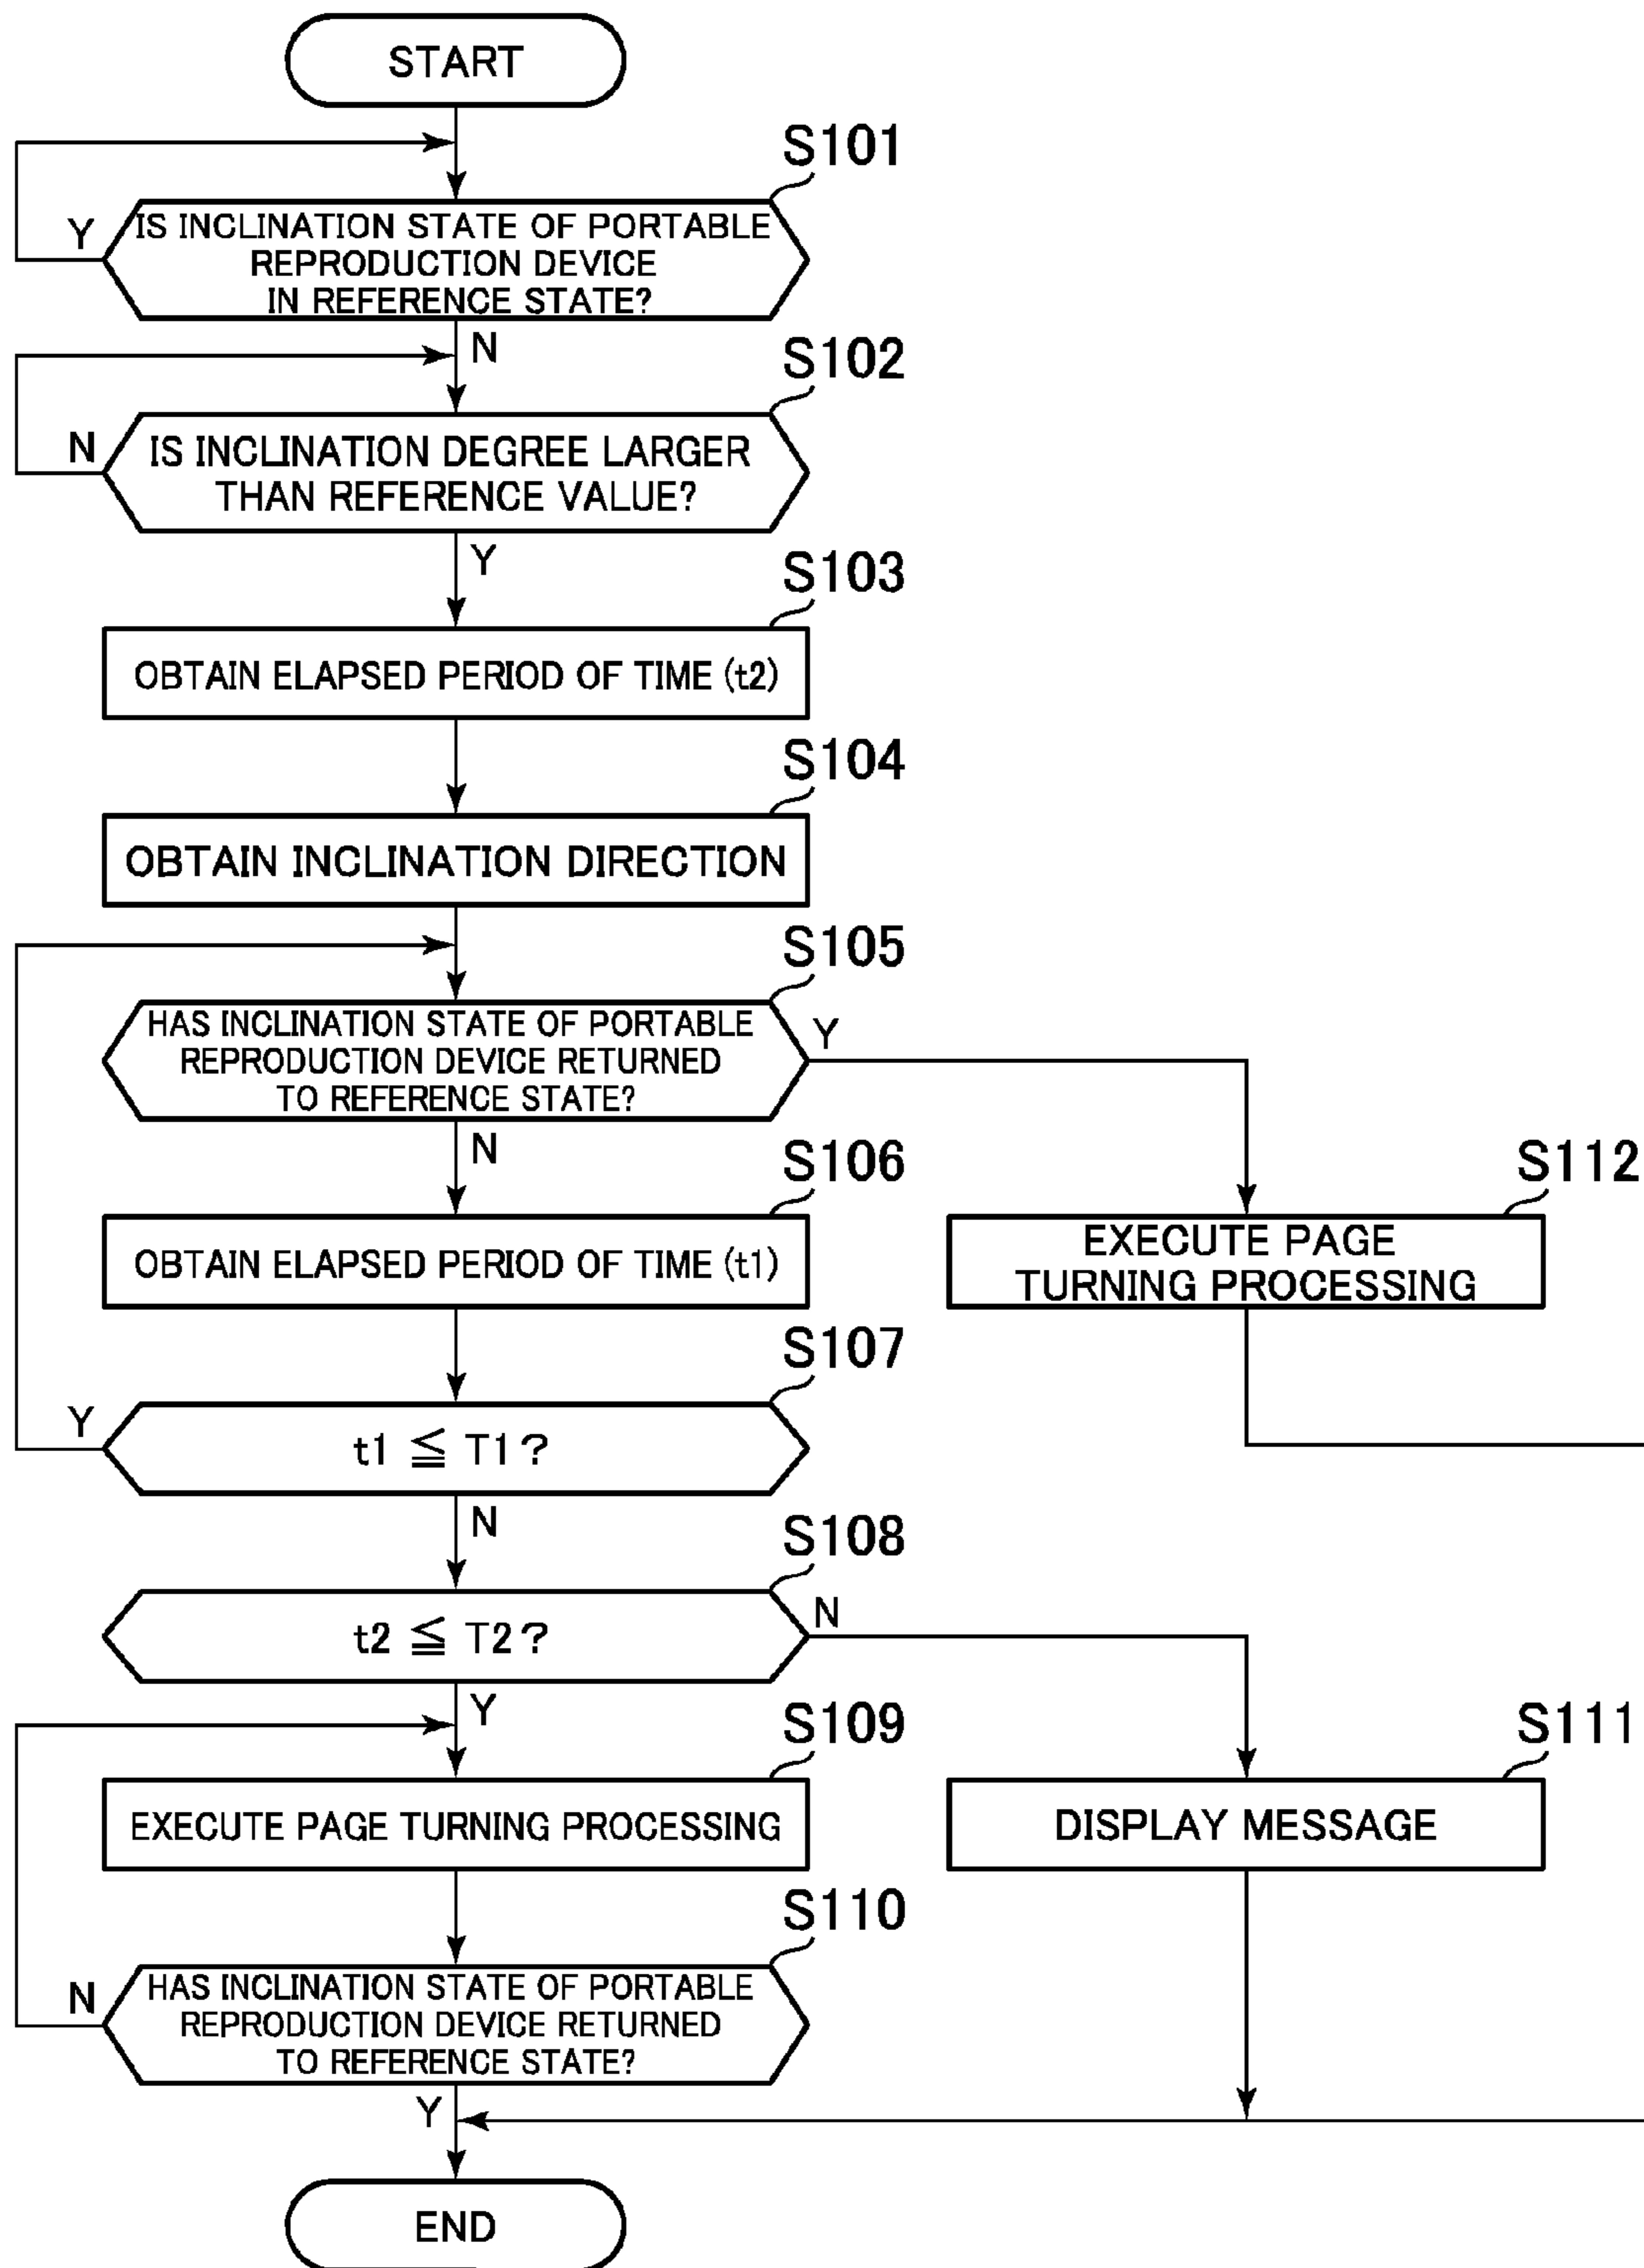 START
S101
Y
IS INCLINATION STATE OF PORTABLE
REPRODUCTION DEVICE
IN REFERENCE STATE?
N
S102
N
IS INCLINATION DEGREE LARGER
THAN REFERENCE VALUE?
Y
S103
OBTAIN ELAPSED PERIOD OF TIME (t2)
S104
OBTAIN INCLINATION DIRECTION
S105
HAS INCLINATION STATE OF PORTABLE
REPRODUCTION DEVICE RETURNED
TO REFERENCE STATE?
Y
N
S106
OBTAIN ELAPSED PERIOD OF TIME (t1)
S112
EXECUTE PAGE
TURNING PROCESSING
S107
Y
t1 ≦ T1?
N
S108
t2 ≦ T2?
N
Y
S109
EXECUTE PAGE TURNING PROCESSING
S111
DISPLAY MESSAGE
S110
N
HAS INCLINATION STATE OF PORTABLE
REPRODUCTION DEVICE RETURNED
TO REFERENCE STATE?
Y
END